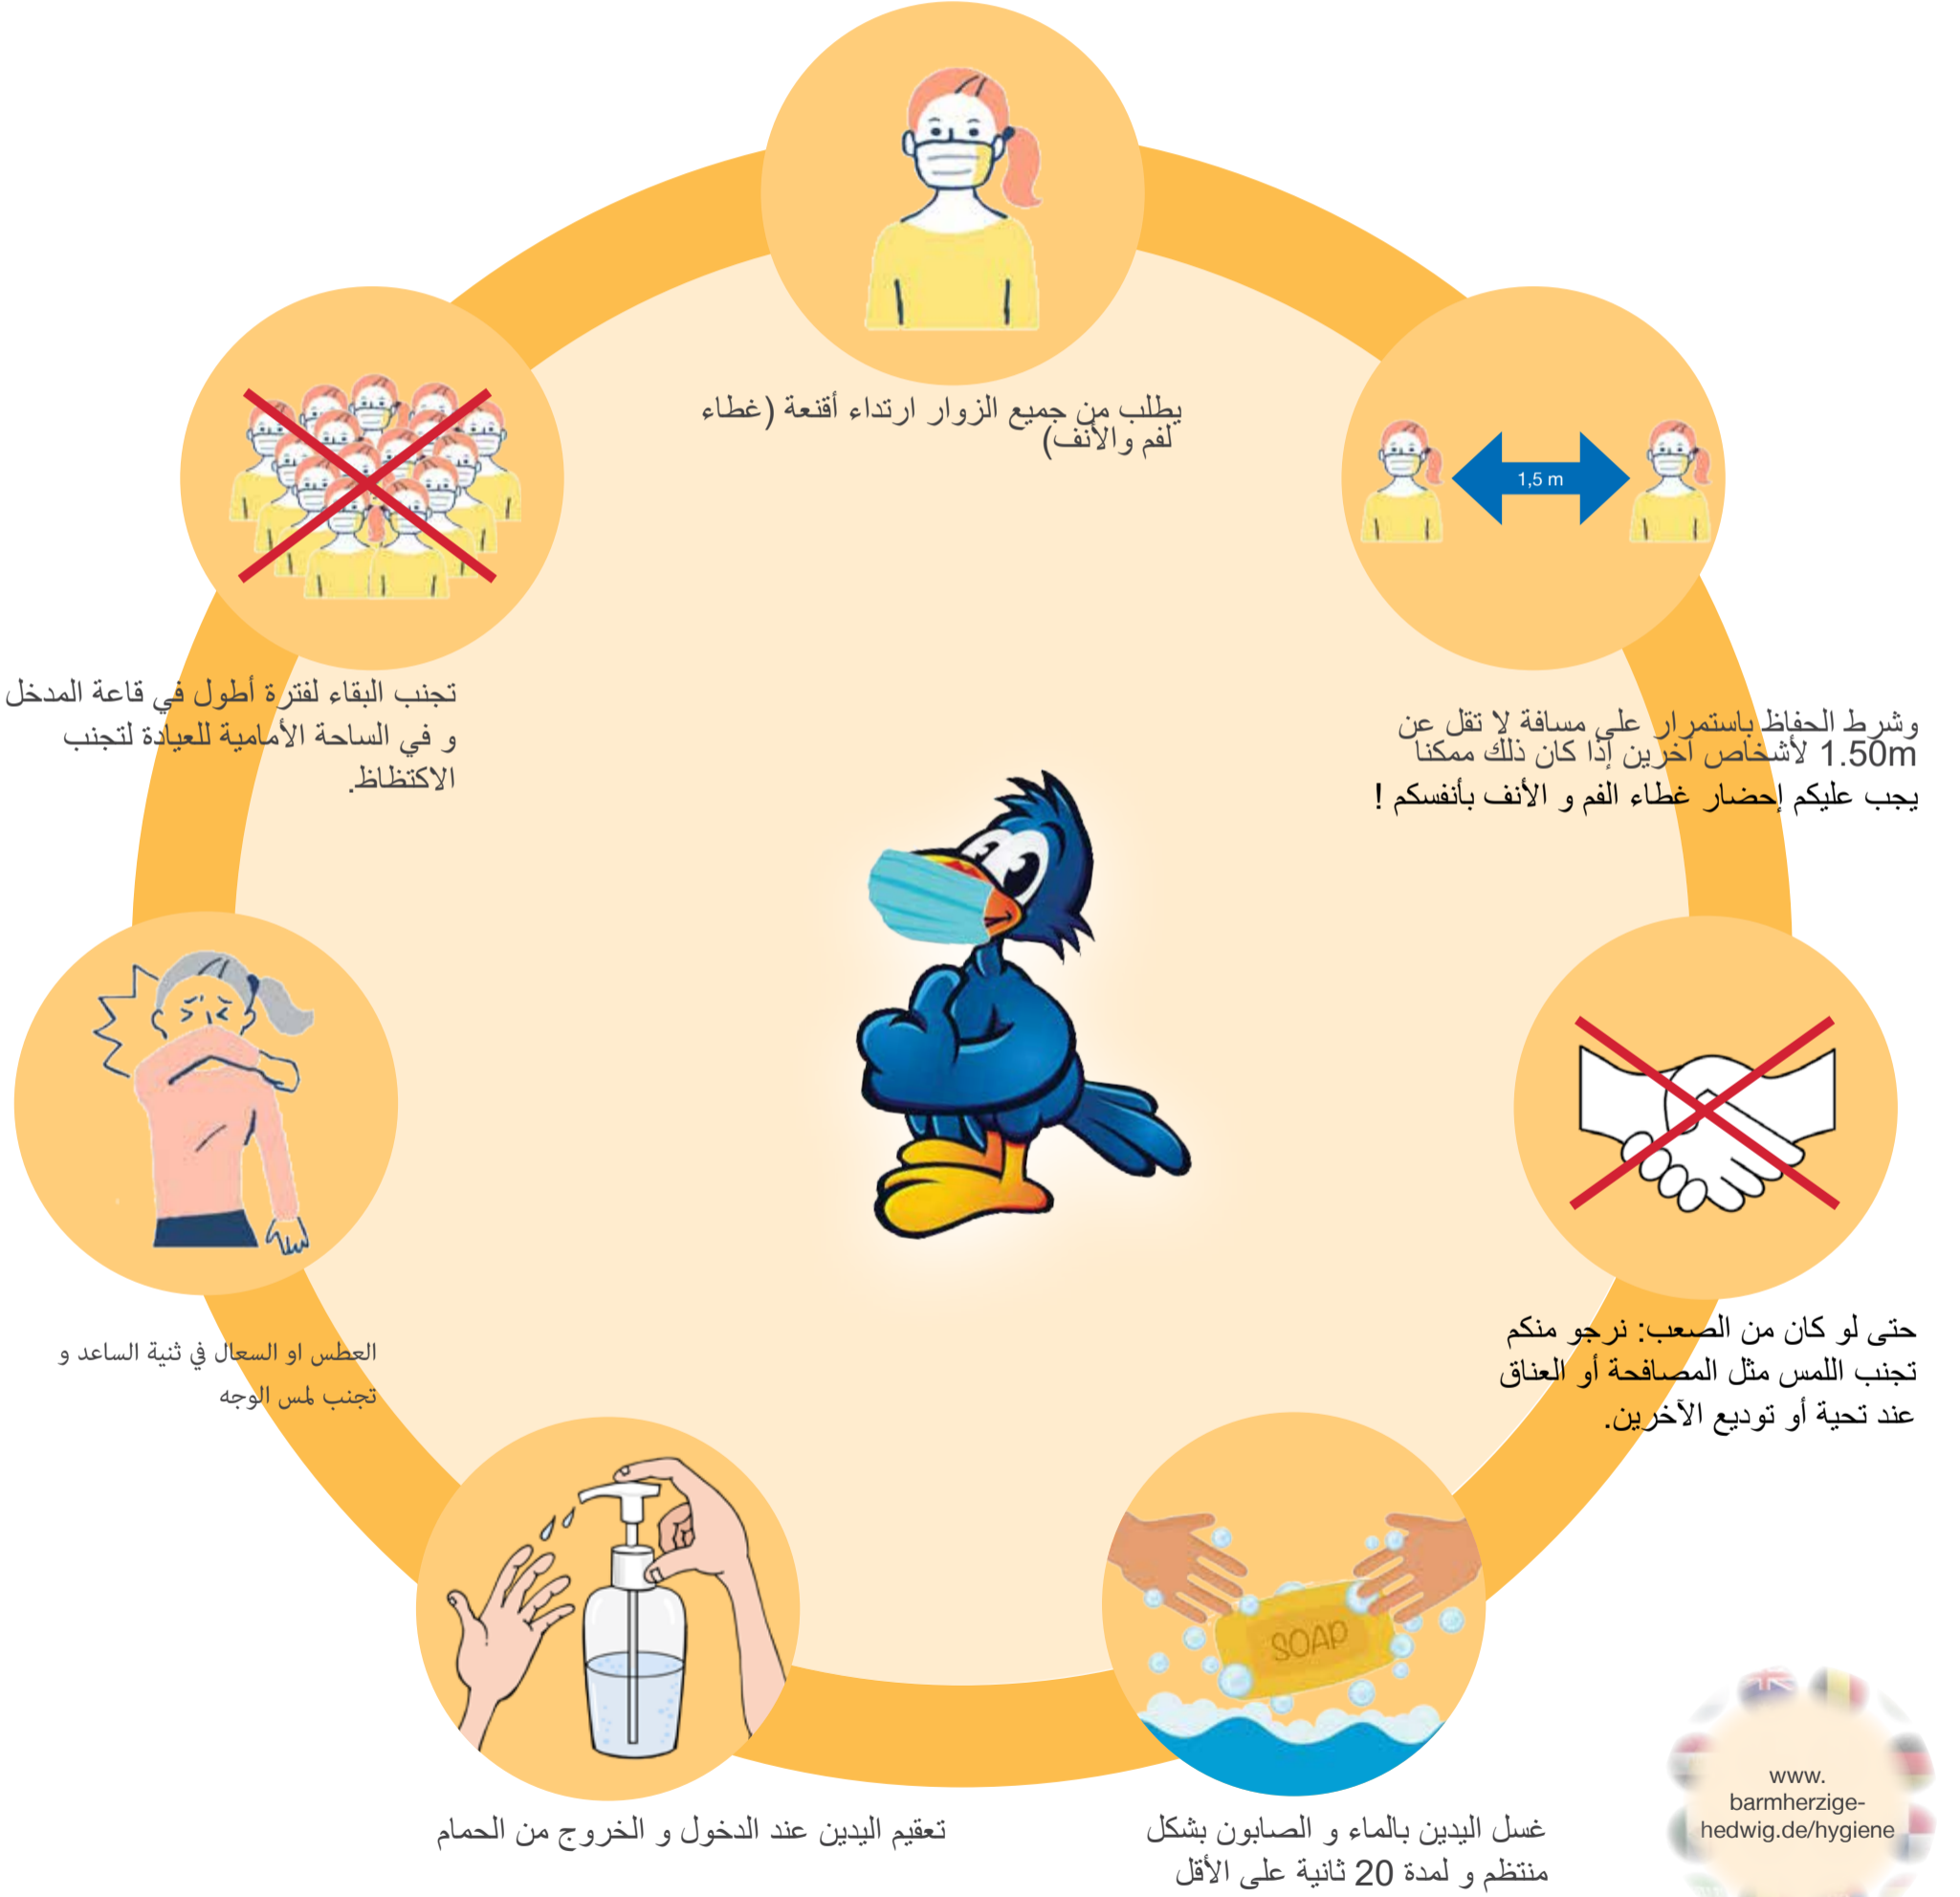 يطلب من جميع الزوار ارتداء أقنعة (غطاء
لفم والأنف)
1,5 m
وشرط الحفاظ باستمرار على مسافة لا تقل عن
1.50m لأشخاص آخرين إذا كان ذلك ممكنا
يجب عليكم إحضار غطاء الفم و الأنف بأنفسكم !
تجنب البقاء لفترة أطول في قاعة المدخل
و في الساحة الأمامية للعيادة لتجنب
الاكتظاظ.
حتى لو كان من الصعب: نرجو منكم
تجنب اللمس مثل المصافحة أو العناق
عند تحية أو توديع الآخرين.
العطس او السعال في ثنية الساعد و
تجنب لمس الوجه
SOAP
غسل اليدين بالماء و الصابون بشكل
منتظم و لمدة 20 ثانية على الأقل
تعقيم اليدين عند الدخول و الخروج من الحمام
www.
barmherzige-
hedwig.de/hygiene